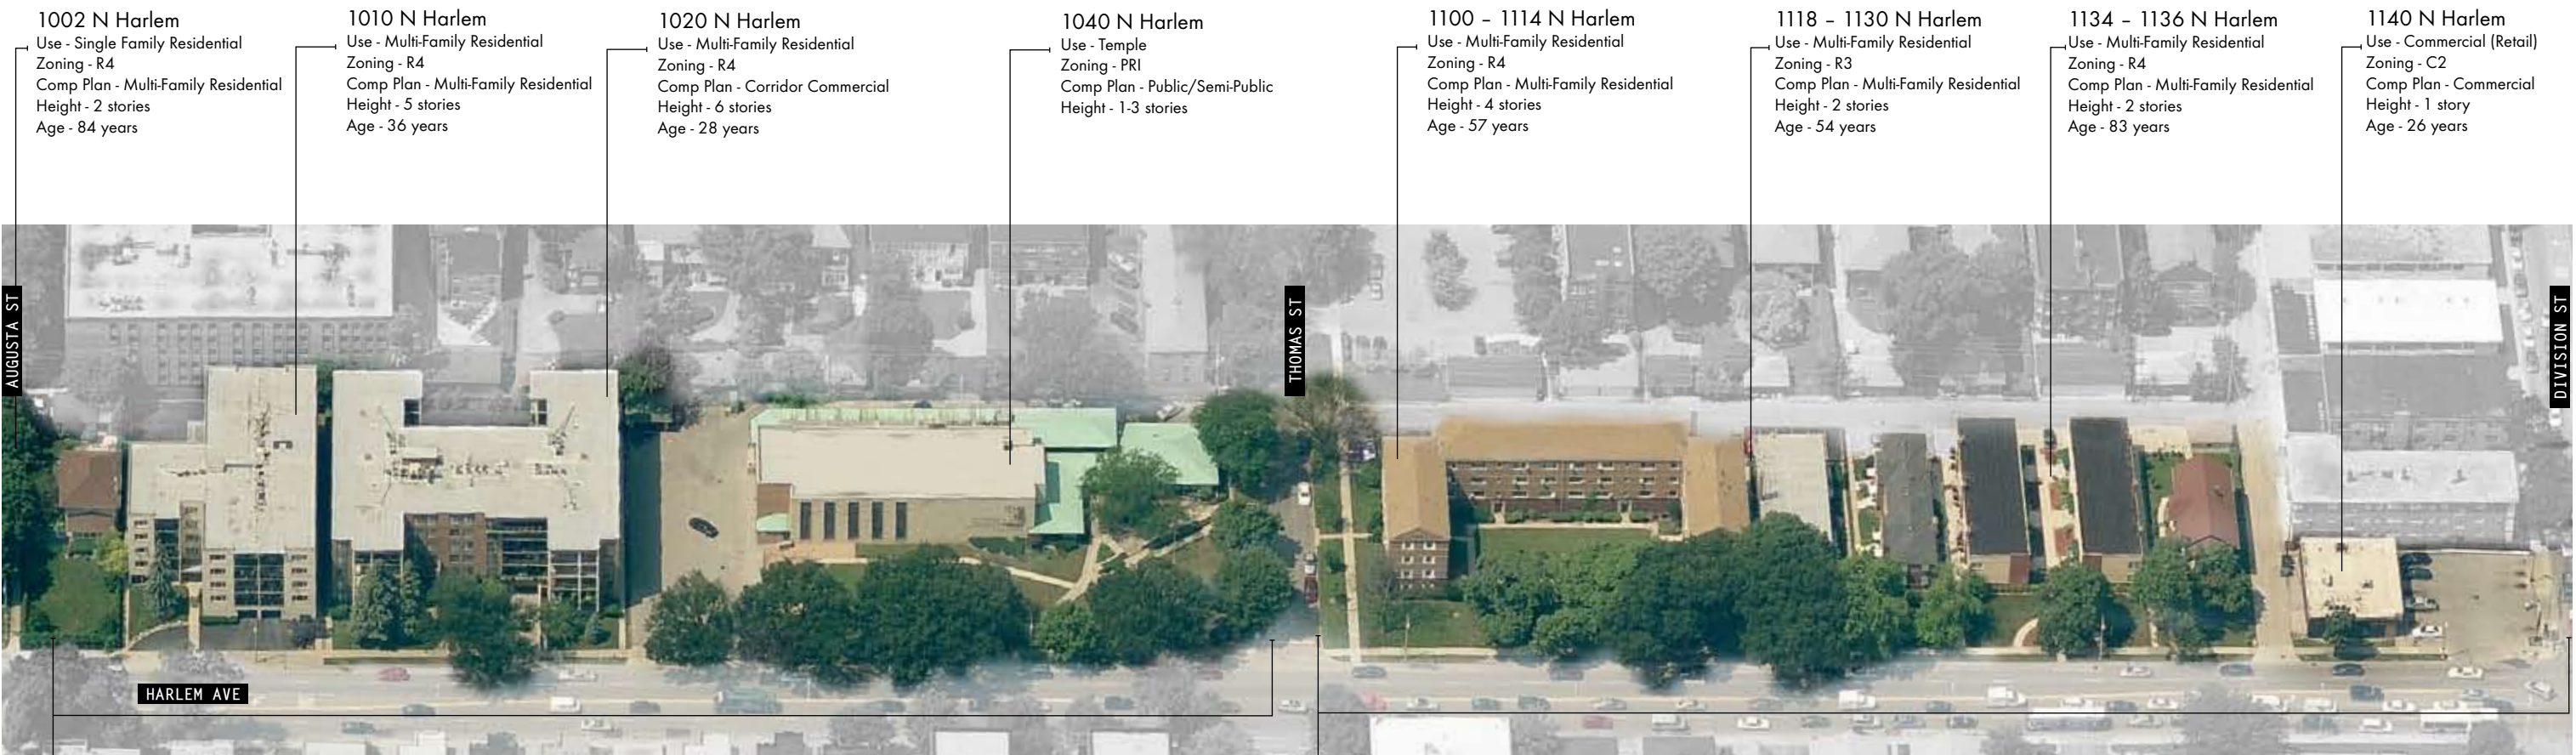 1002 N Harlem
Use - Single Family Residential
Zoning - R4
Comp Plan - Multi-Family Residential
Height - 2 stories
Age - 84 years
1010 N Harlem
Use - Multi-Family Residential
Zoning - R4
Comp Plan - Multi-Family Residential
Height - 5 stories
Age - 36 years
1020 N Harlem
Use - Multi-Family Residential
Zoning - R4
Comp Plan - Corridor Commercial
Height - 6 stories
Age - 28 years
1040 N Harlem
Use - Temple
Zoning - PRI
Comp Plan - Public/Semi-Public
Height - 1-3 stories
1100 – 1114 N Harlem
Use - Multi-Family Residential
Zoning - R4
Comp Plan - Multi-Family Residential
Height - 4 stories
Age - 57 years
1118 – 1130 N Harlem
Use - Multi-Family Residential
Zoning - R3
Comp Plan - Multi-Family Residential
Height - 2 stories
Age - 54 years
1134 – 1136 N Harlem
Use - Multi-Family Residential
Zoning - R4
Comp Plan - Multi-Family Residential
Height - 2 stories
Age - 83 years
1140 N Harlem
Use - Commercial (Retail)
Zoning - C2
Comp Plan - Commercial
Height - 1 story
Age - 26 years
AUGUSTA ST
THOMAS ST
DIVISION ST
HARLEM AVE